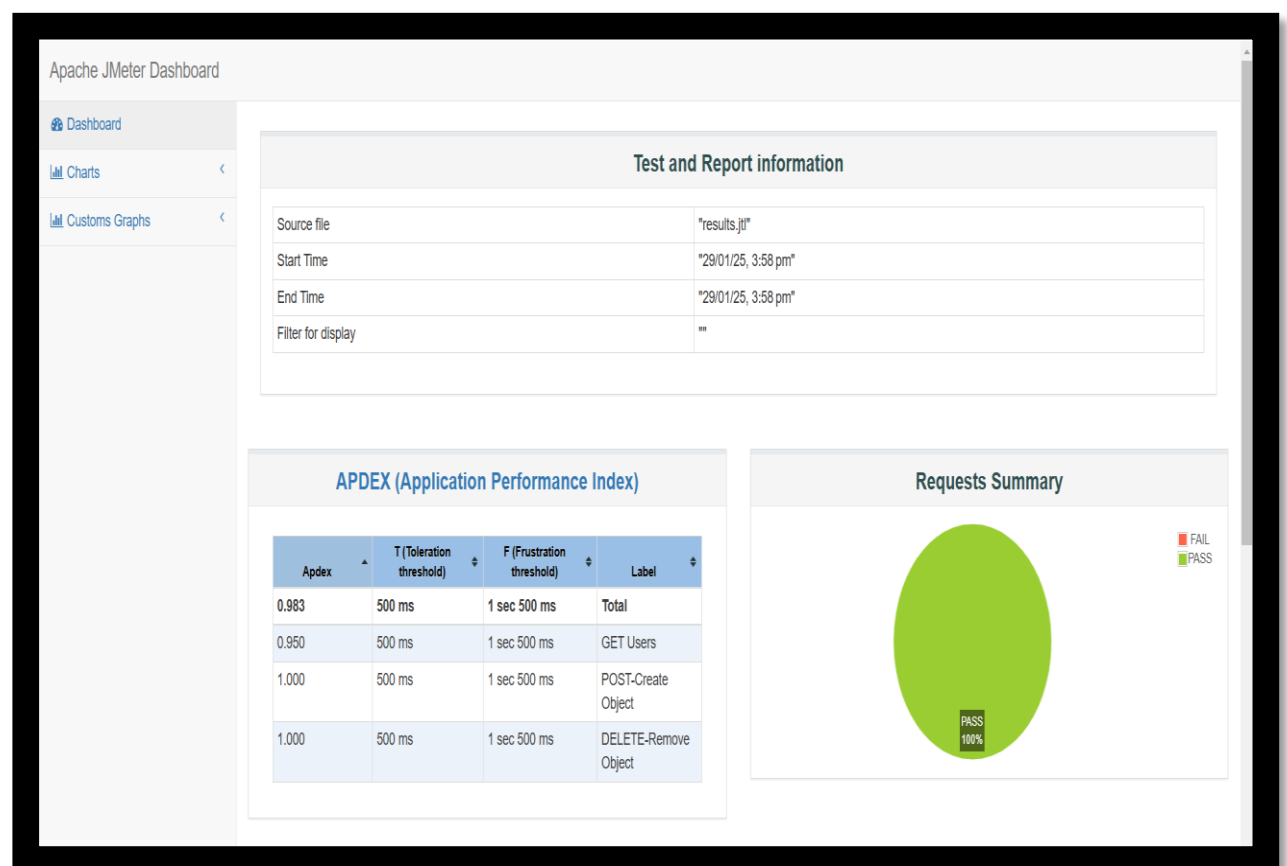 Apache JMeter Dashboard
Dashboard
Charts
Customs Graphs
Test and Report information
Source file "results.jtl"
Start Time "29/01/25, 3:58 pm"
End Time "29/01/25, 3:58 pm"
Filter for display ""
APDEX (Application Performance Index)
Apdex T (Toleration threshold) F (Frustration threshold) Label
0.983 500 ms 1 sec 500 ms Total
0.950 500 ms 1 sec 500 ms GET Users
1.000 500 ms 1 sec 500 ms POST-Create
Object
1.000 500 ms 1 sec 500 ms DELETE-Remove
Object
Requests Summary
FAIL
PASS
PASS
100%